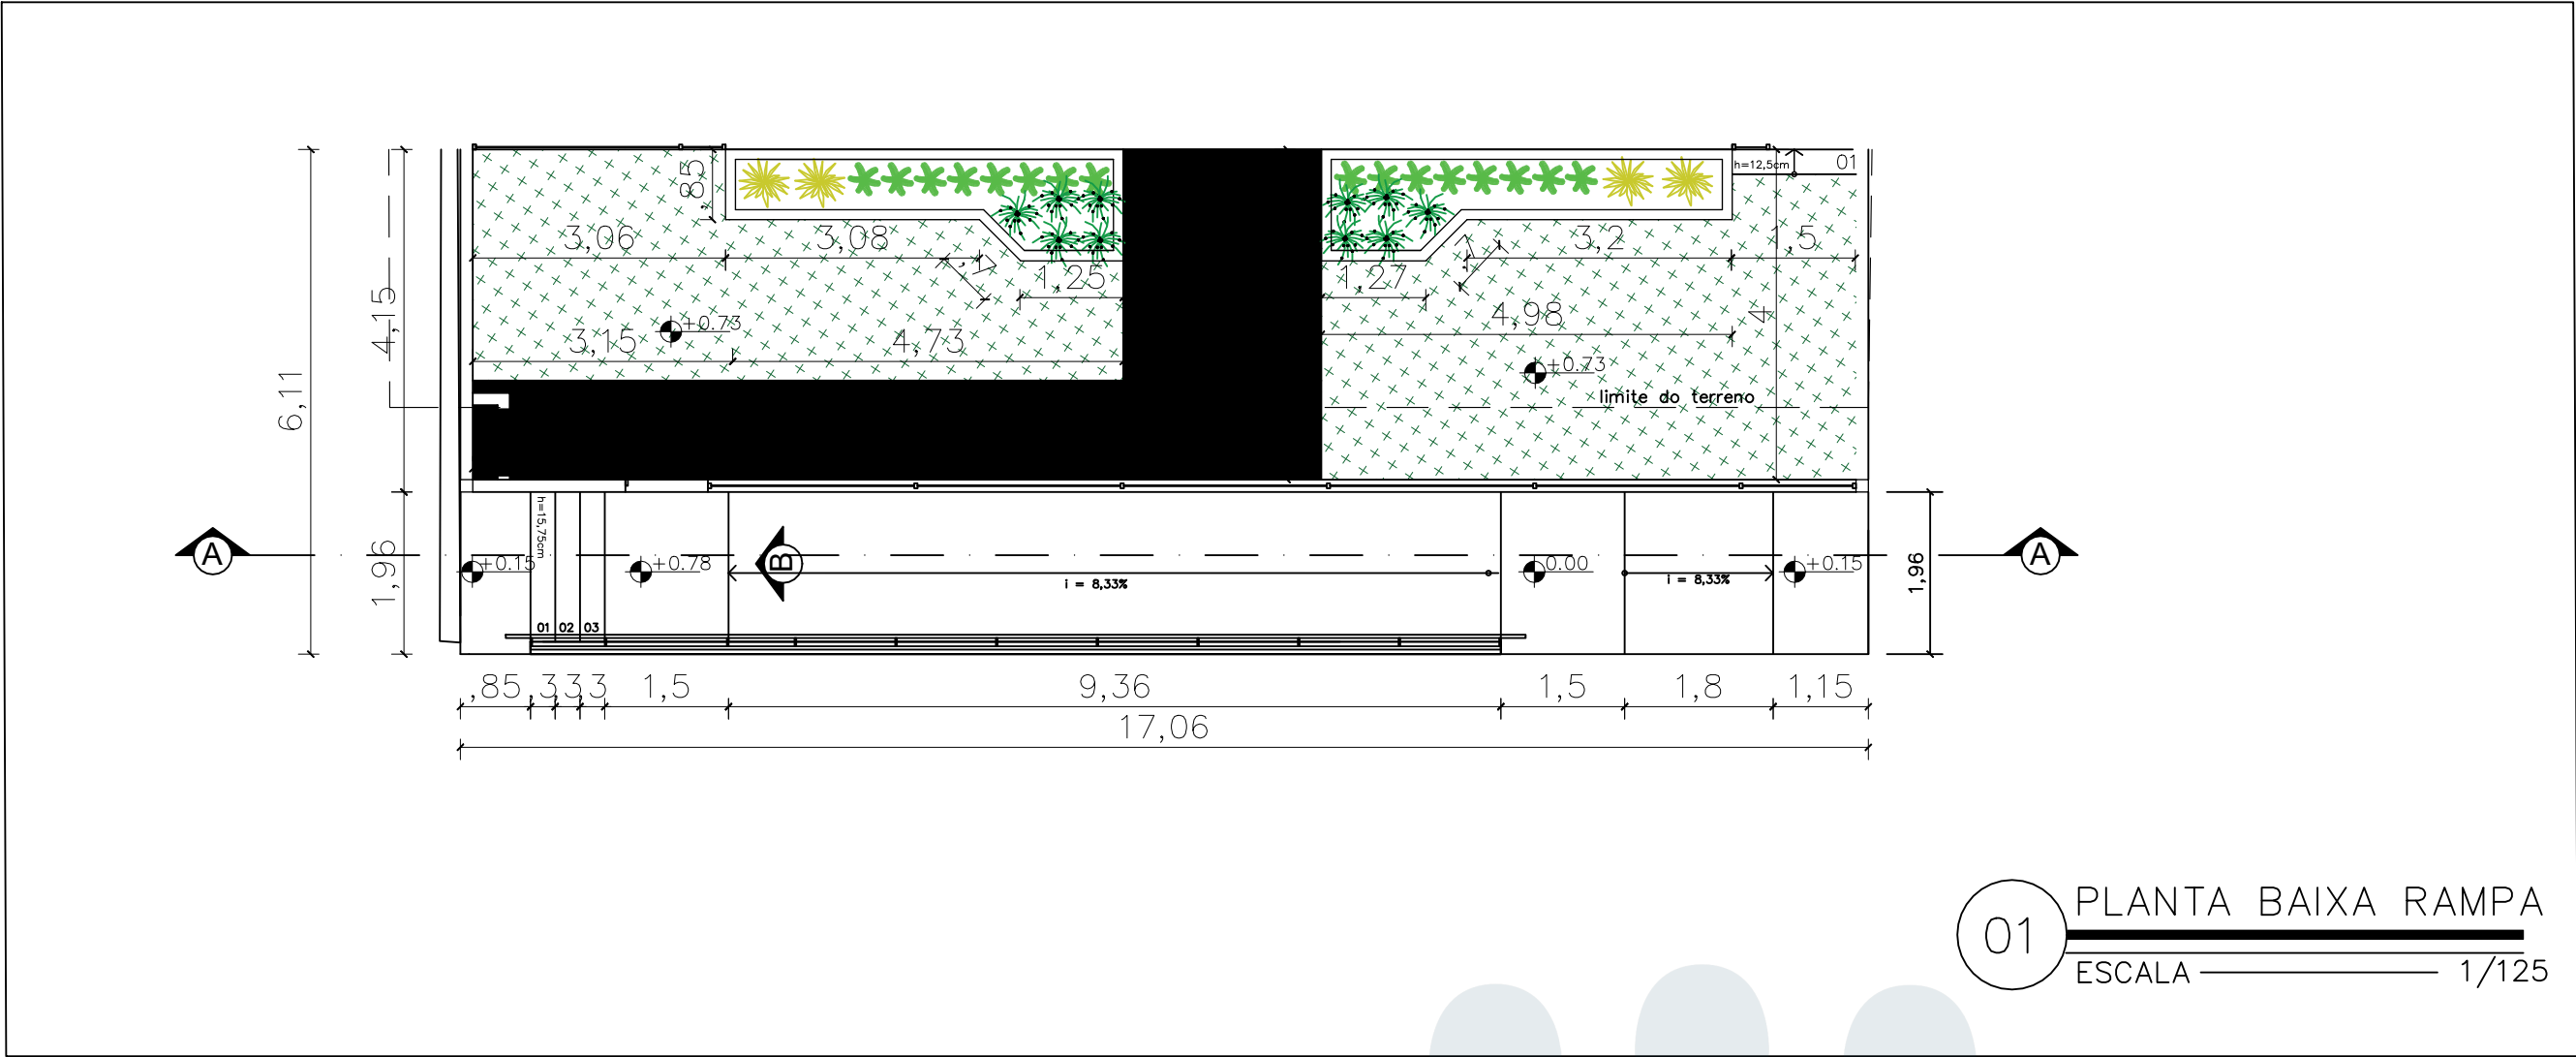 h=12,5cm
01
,85
3,06
3,08
3,2
1,5
1,25
1,27
4,15
4,98
4
+0.73
3,15
4,73
+0.73
6,11
limite do terreno
h=15,75cm
A
+0.15
+0.78
B
i = 8,33%
0.00
i = 8,33%
+0.15
1,96
1,96
A
01 02 03
,85 ,3 ,3 ,3 1,5 9,36 1,5 1,8 1,15
17,06
01
PLANTA BAIXA RAMPA
ESCALA 1/125